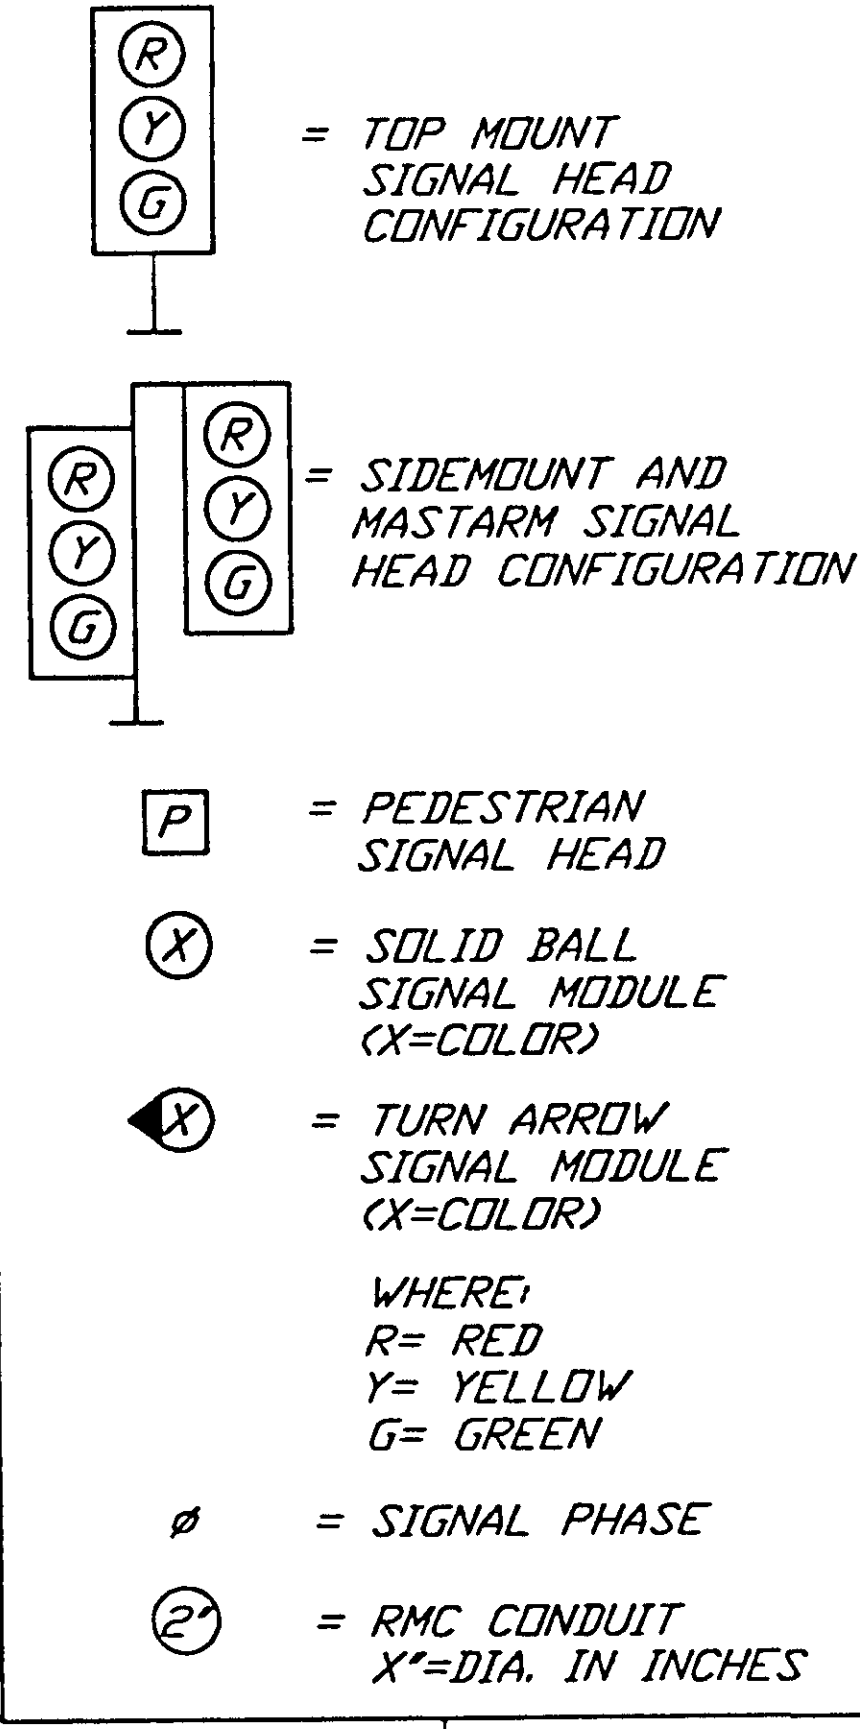 R
Y
G
= TOP MOUNT
SIGNAL HEAD
CONFIGURATION
R
Y
G
R
Y
G
= SIDEMOUNT AND
MASTARM SIGNAL
HEAD CONFIGURATION
P
= PEDESTRIAN
SIGNAL HEAD
X
= SOLID BALL
SIGNAL MODULE
(X=COLOR)
X
= TURN ARROW
SIGNAL MODULE
(X=COLOR)
WHERE:
R= RED
Y= YELLOW
G= GREEN
ø = SIGNAL PHASE
2"
= RMC CONDUIT
X"=DIA. IN INCHES